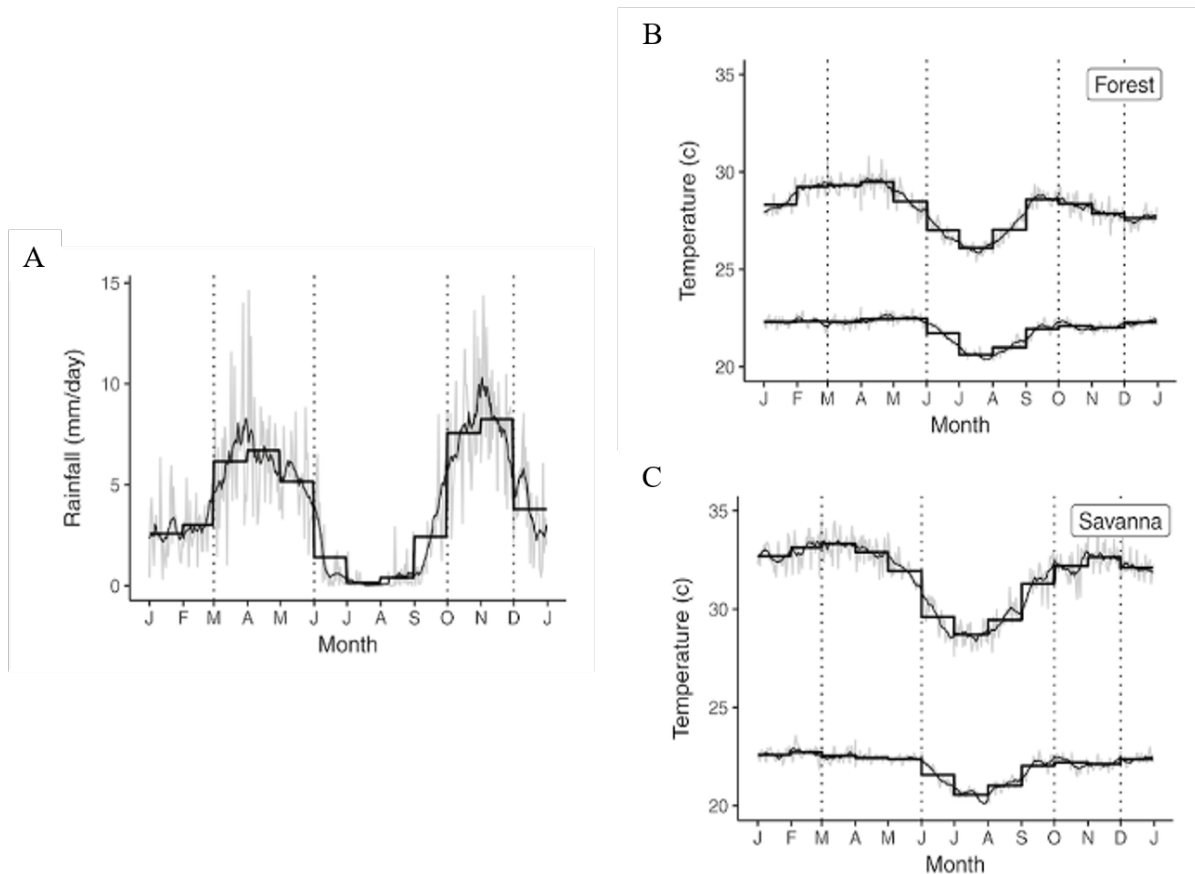 A
15
10
5
0
Rainfall (mm/day)
J F M A M J J A S O N D J
Month
B
Forest
35
30
25
20
Temperature (c)
J F M A M J J A S O N D J
Month
C
Savanna
35
30
25
20
Temperature (c)
J F M A M J J A S O N D J
Month